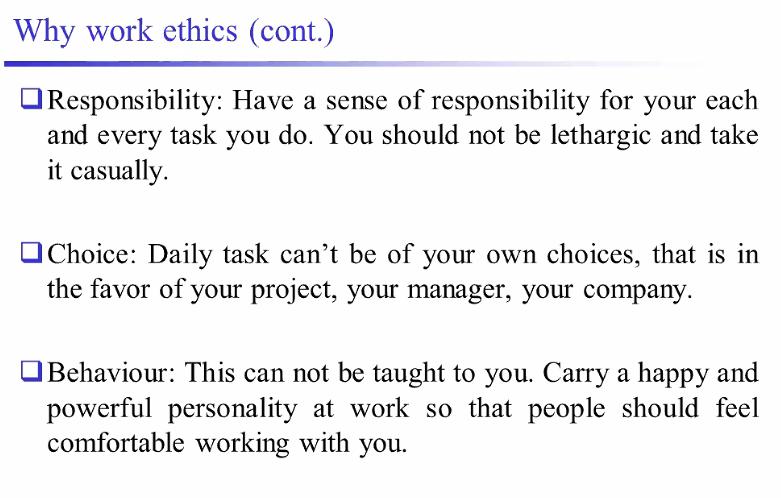 Why work ethics (cont.)
Responsibility: Have a sense of responsibility for your each
and every task you do. You should not be lethargic and take
it casually.
Choice: Daily task can’t be of your own choices, that is in
the favor of your project, your manager, your company.
Behaviour: This can not be taught to you. Carry a happy and
powerful personality at work so that people should feel
comfortable working with you.